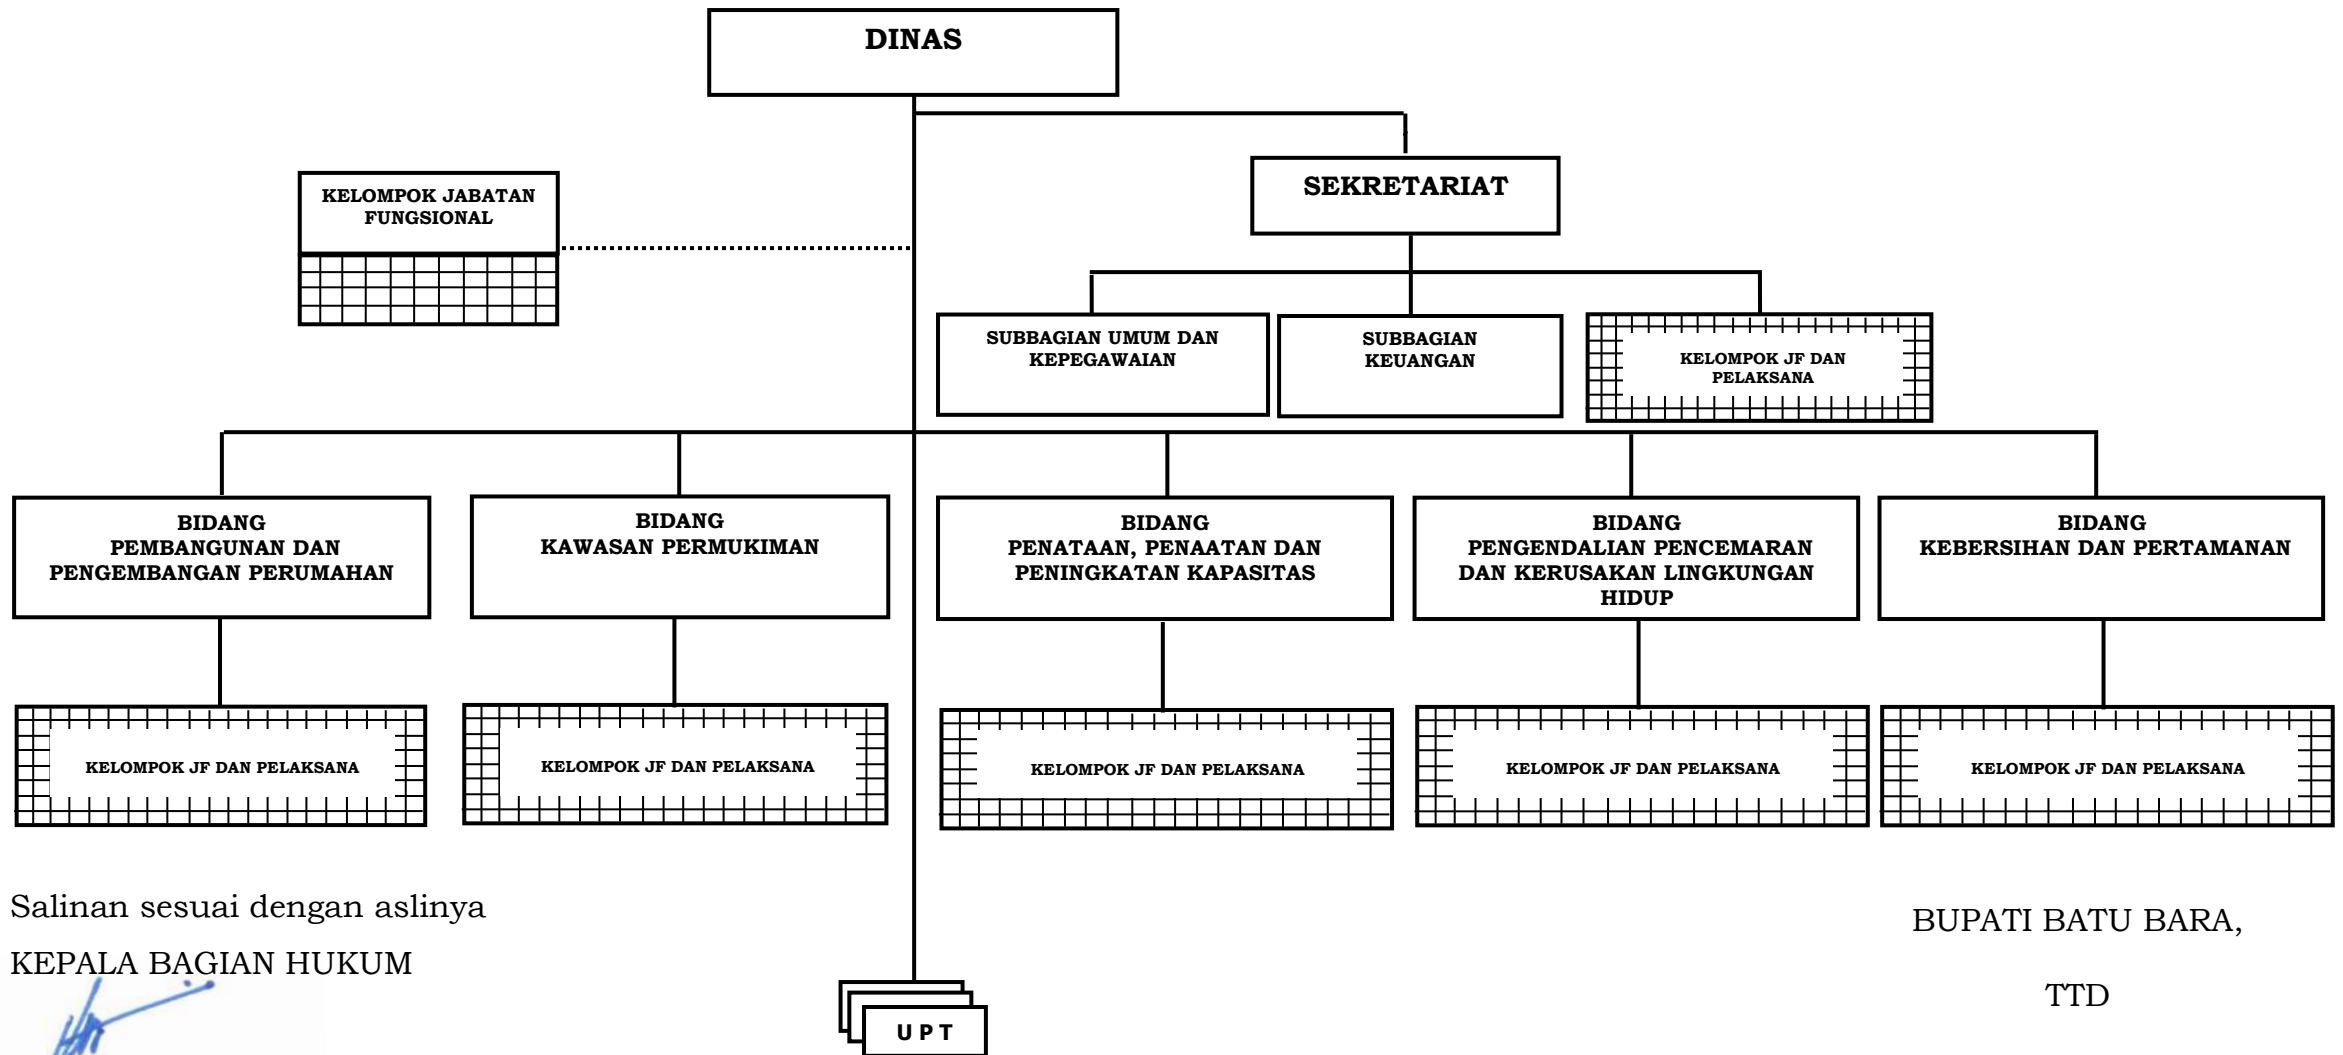 DINAS
SEKRETARIAT
KELOMPOK JABATAN
FUNGSIONAL
SUBBAGIAN UMUM DAN
KEPEGAWAIAN
SUBBAGIAN
KEUANGAN
KELOMPOK JF DAN
PELAKSANA
BIDANG
PEMBANGUNAN DAN
PENGEMBANGAN PERUMAHAN
BIDANG
KAWASAN PERMUKIMAN
BIDANG
PENATAAN, PENAATAN DAN
PENINGKATAN KAPASITAS
BIDANG
PENGENDALIAN PENCEMARAN
DAN KERUSAKAN LINGKUNGAN
HIDUP
BIDANG
KEBERSIHAN DAN PERTAMANAN
KELOMPOK JF DAN PELAKSANA
KELOMPOK JF DAN PELAKSANA
KELOMPOK JF DAN PELAKSANA
KELOMPOK JF DAN PELAKSANA
KELOMPOK JF DAN PELAKSANA
Salinan sesuai dengan aslinya
KEPALA BAGIAN HUKUM
BUPATI BATU BARA,
TTD
UPT